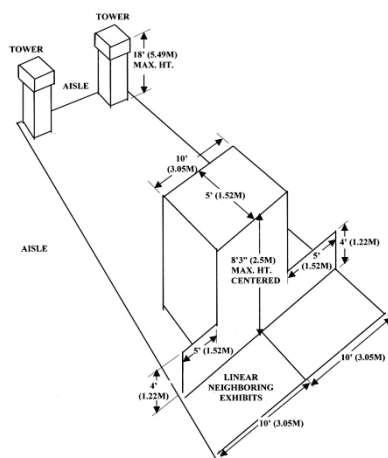 TOWER
TOWER
18' (5.49M)
MAX. HT.
AISLE
10'
(3.05M)
5'
(1.52M)
AISLE
8'3" (2.5M)
MAX. HT.
CENTERED
4'
(1.22M)
5'
(1.52M)
5' (1.52M)
4'
(1.22M)
LINEAR
NEIGHBORING
EXHIBITS
10' (3.05M)
10' (3.05M)